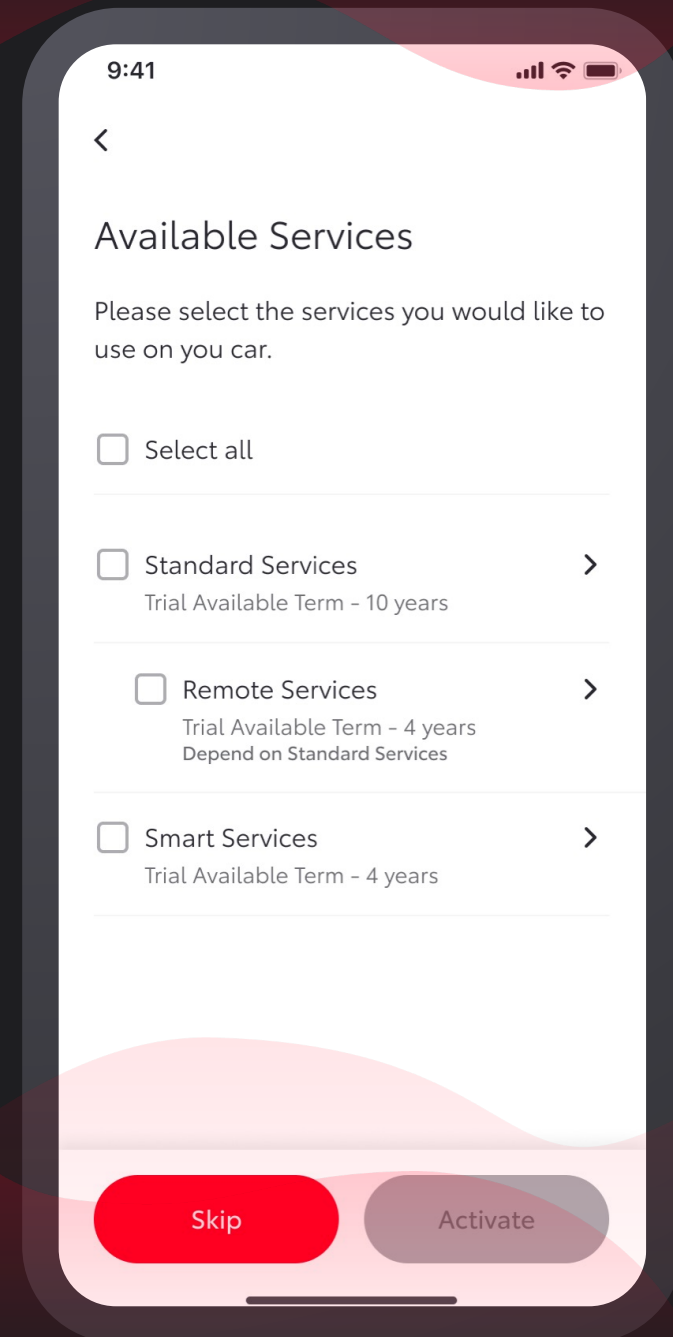 9:41
Available Services
Please select the services you would like to
use on you car.
Select all
Standard Services
Trial Available Term - 10 years
Remote Services
Trial Available Term - 4 years
Depend on Standard Services
Smart Services
Trial Available Term - 4 years
Skip
Activate